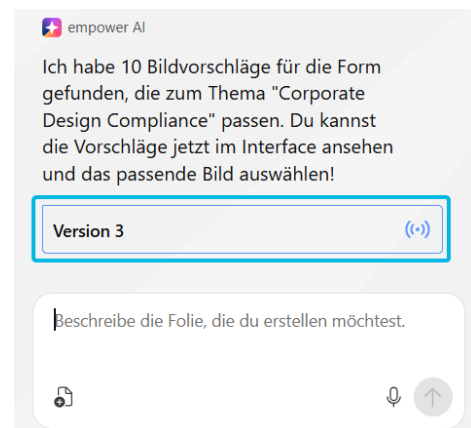 empower AI
Ich habe 10 Bildvorschläge für die Form
gefunden, die zum Thema "Corporate
Design Compliance" passen. Du kannst
die Vorschläge jetzt im Interface ansehen
und das passende Bild auswählen!
Version 3
Beschreibe die Folie, die du erstellen möchtest.